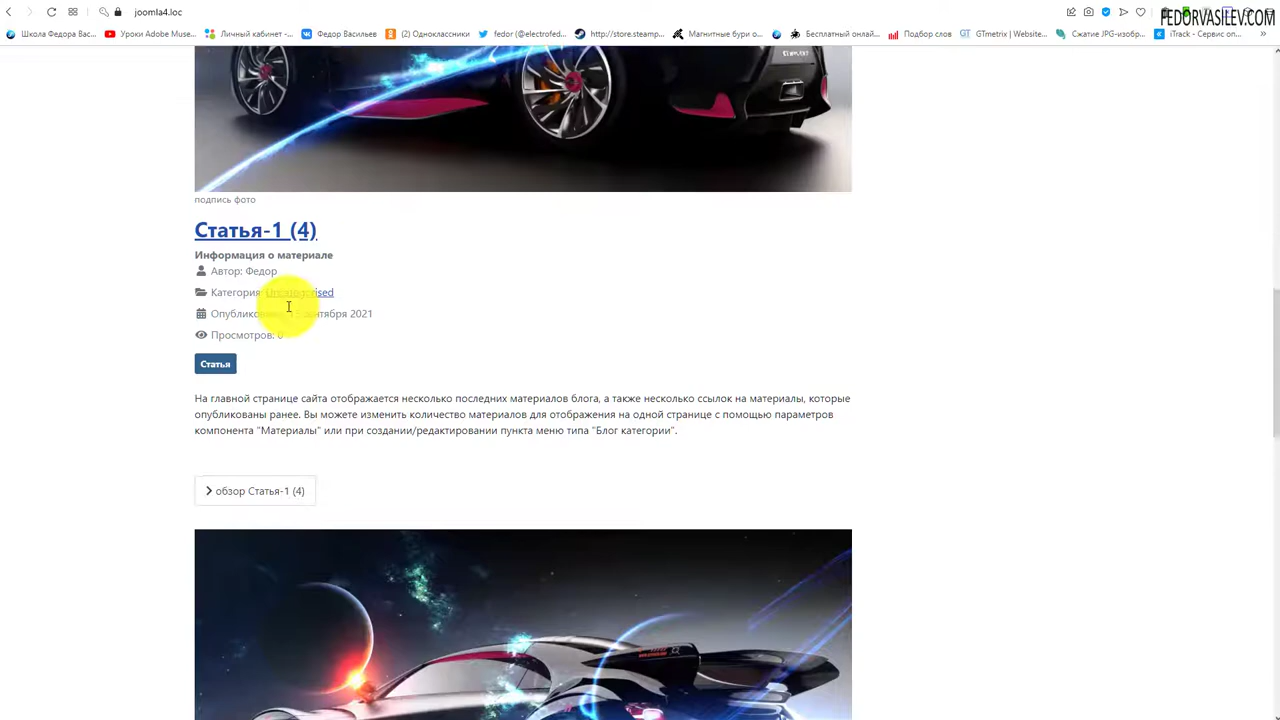 joomla4.loc
FEDORVASILEV.COM
Школа Федора Вас... Уроки Adobe Muse... Личный кабинет -... Федор Васильев (2) Одноклассники fedor (@electrofed... http://store.steamp... Магнитные бури о... Бесплатный онлай... Подбор слов GT GTmetrix | Website... Сжатие JPG-изобр... iTrack - Сервис оп...
подпись фото
Статья-1 (4)
Информация о материале
Автор: Федор
Категория: Uncategorised
Опубликовано: 15 сентября 2021
Просмотров: 0
Статья
На главной странице сайта отображается несколько последних материалов блога, а также несколько ссылок на материалы, которые
опубликованы ранее. Вы можете изменить количество материалов для отображения на одной странице с помощью параметров
компонента "Материалы" или при создании/редактировании пункта меню типа "Блог категории".
обзор Статья-1 (4)